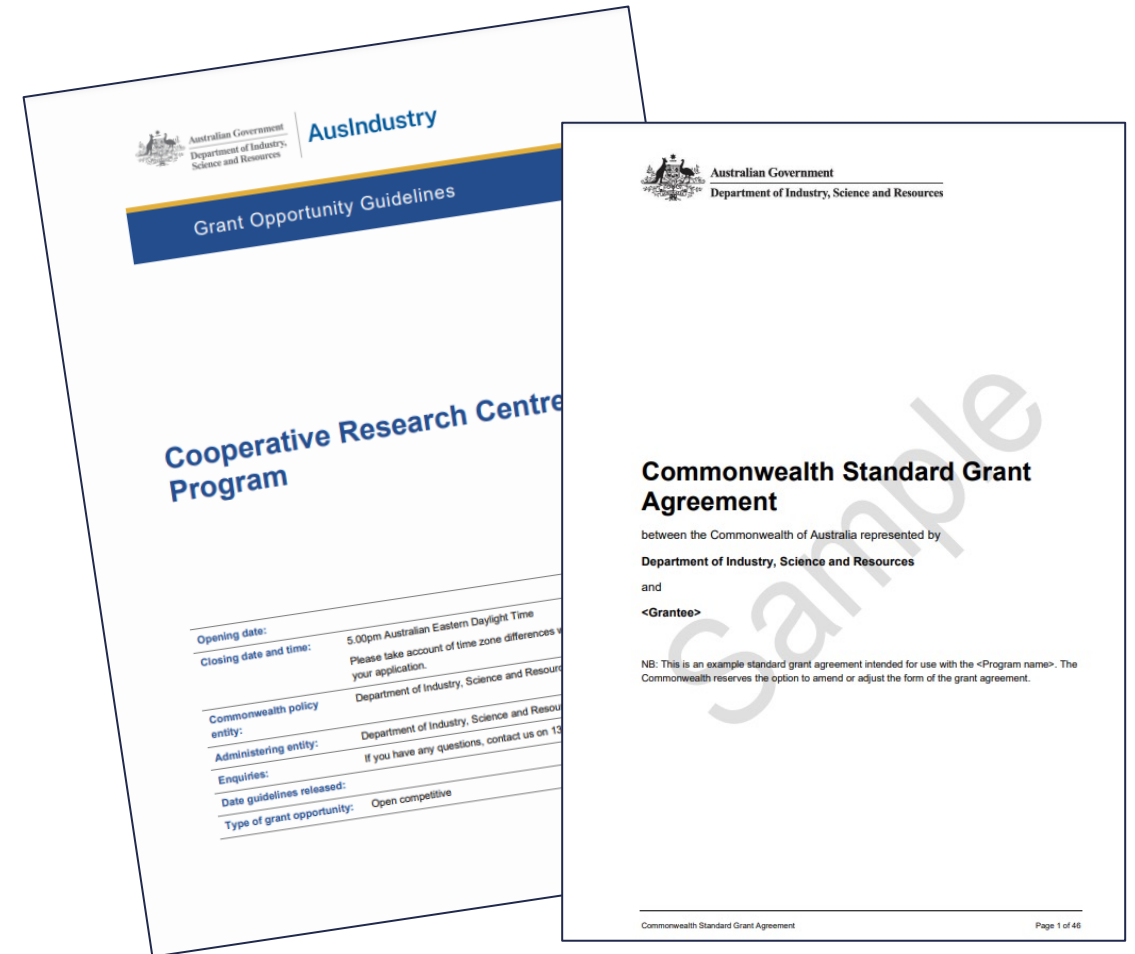 Australian Government
Department of Industry,
Science and Resources
AusIndustry
Grant Opportunity Guidelines
Cooperative Research Centre
Program
Opening date:
Closing date and time: 5.00pm Australian Eastern Daylight Time
Please take account of time zone differences
your application.
Commonwealth policy
entity: Department of Industry, Science and
Administering entity: Department of Industry, Science and
Enquiries: If you have any questions, contact us on 13
Date guidelines released:
Type of grant opportunity: Open competitive
Australian Government
Department of Industry, Science and Resources
Sample
Commonwealth Standard Grant
Agreement
between the Commonwealth of Australia represented by
Department of Industry, Science and Resources
and
<Grantee>
NB: This is an example standard grant agreement intended for use with the <Program name>. The
Commonwealth reserves the option to amend or adjust the form of the grant agreement.
Commonwealth Standard Grant Agreement
Page 1 of 46